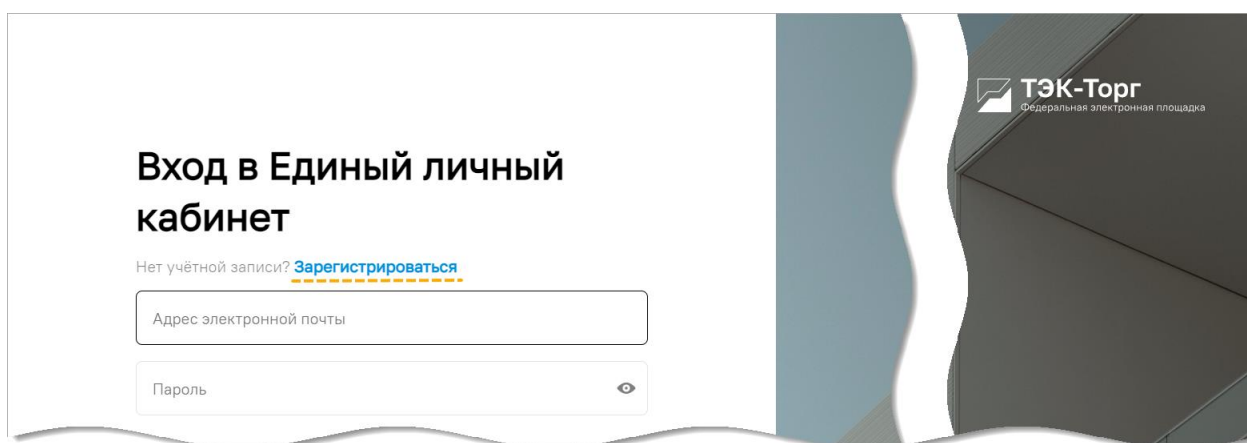 ТЭК-Торг
Федеральная электронная площадка
Вход в Единый личный
кабинет
Нет учётной записи? Зарегистрироваться
Адрес электронной почты
Пароль